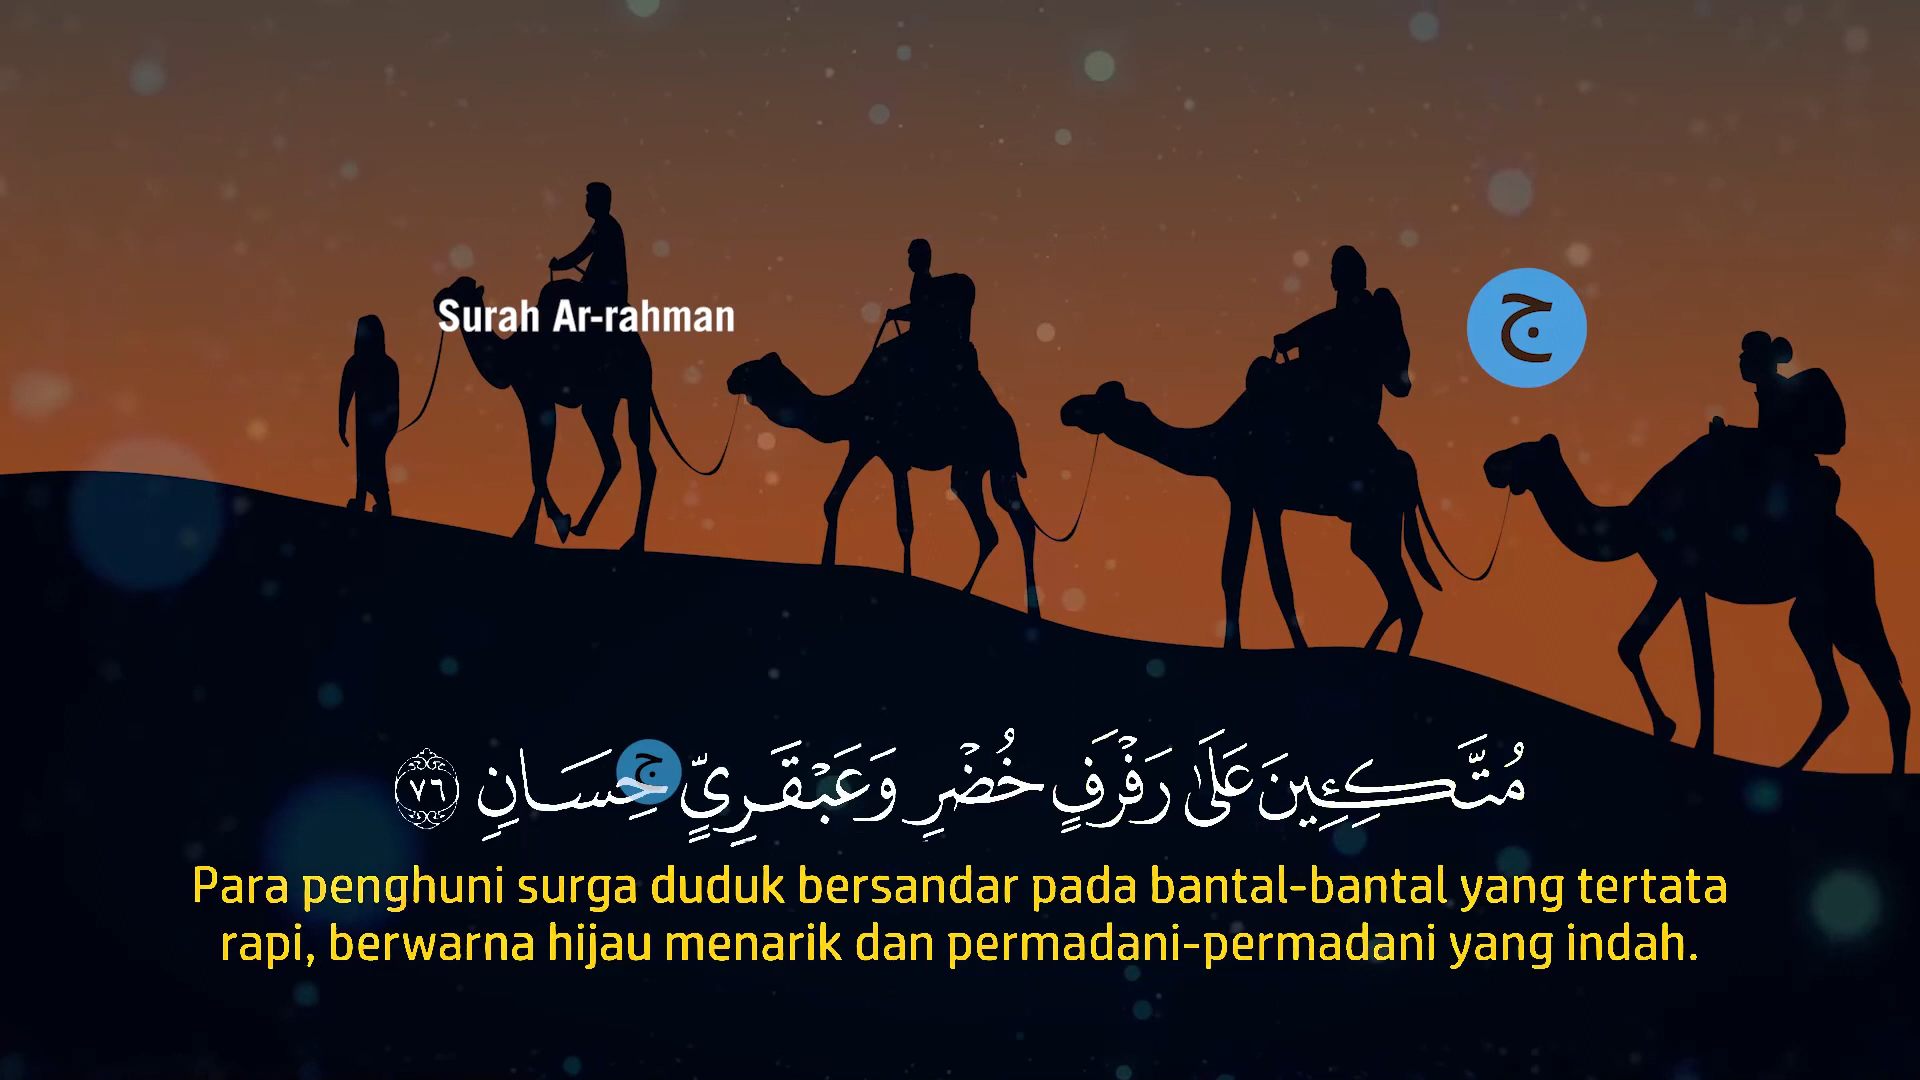 Surah Ar-rahman
ج
مُتَّكِـِٔينَ عَلَىٰ رَفْرَفٍ خُضْرٍ وَعَبْقَرِيٍّ حِسَانٍ ٧٦
ج
Para penghuni surga duduk bersandar pada bantal-bantal yang tertata
rapi, berwarna hijau menarik dan permadani-permadani yang indah.